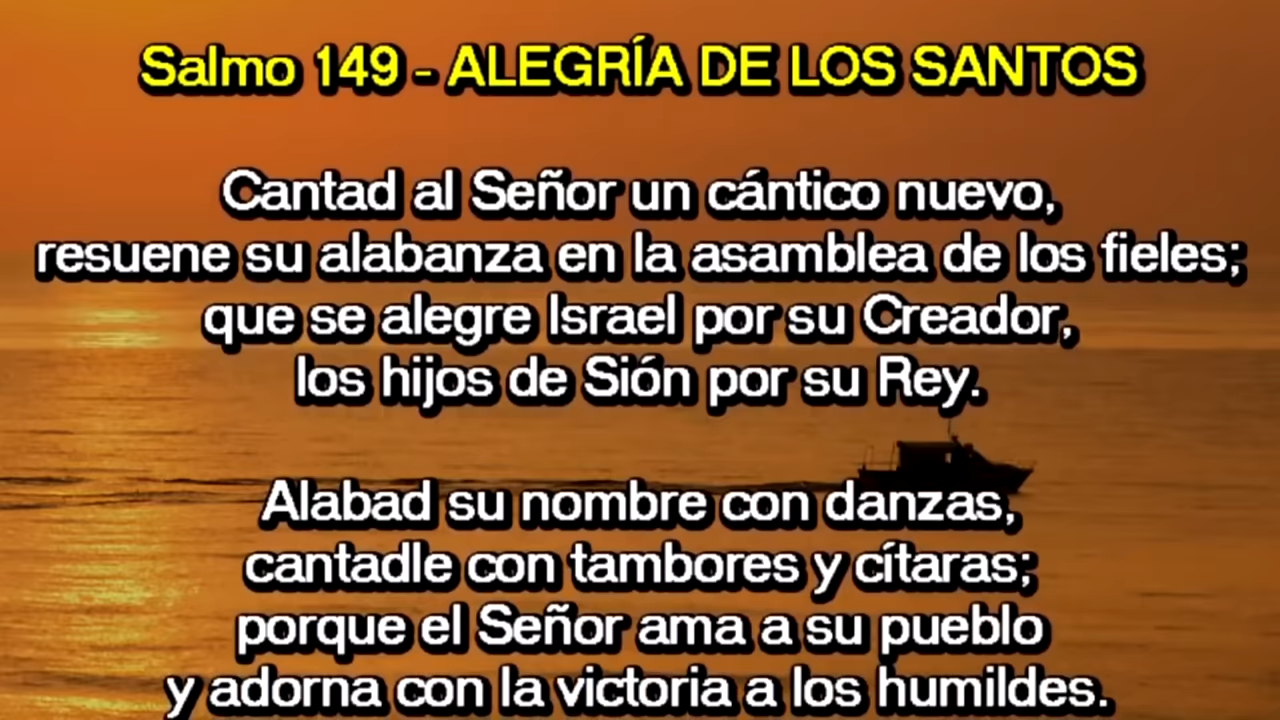 Salmo 149 - ALEGRÍA DE LOS SANTOS
Cantad al Señor un cántico nuevo,
resuene su alabanza en la asamblea de los fieles;
que se alegre Israel por su Creador,
los hijos de Sión por su Rey.
Alabad su nombre con danzas,
cantadle con tambores y cítaras;
porque el Señor ama a su pueblo
y adorna con la victoria a los humildes.